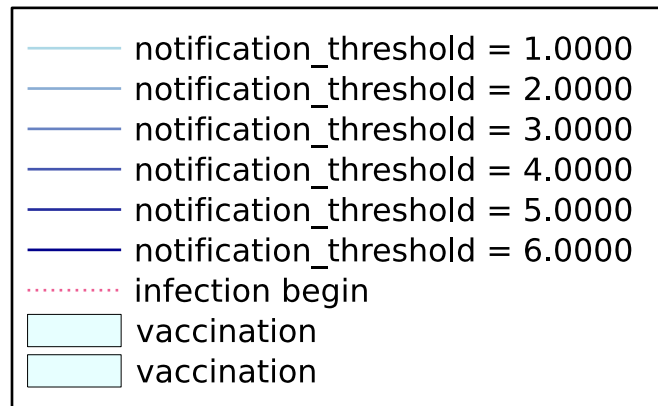 notification_threshold = 1.0000
notification_threshold = 2.0000
notification_threshold = 3.0000
notification_threshold = 4.0000
notification_threshold = 5.0000
notification_threshold = 6.0000
infection begin
vaccination
vaccination